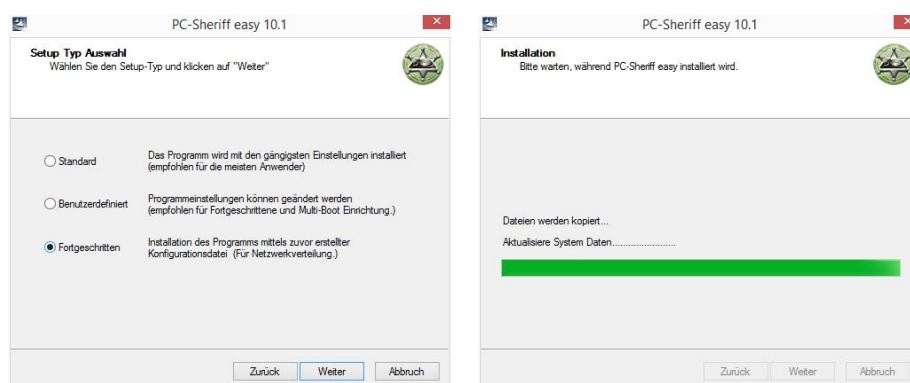 PC-Sheriff easy 10.1
Setup Typ Auswahl
Wählen Sie den Setup-Typ und klicken auf "Weiter"
Standard
Das Programm wird mit den gängigsten Einstellungen installiert
(empfohlen für die meisten Anwender)
Benutzerdefiniert
Programmeinstellungen können geändert werden
(empfohlen für Fortgeschrittene und Multi-Boot Einrichtung.)
Fortgeschritten
Installation des Programms mittels zuvor erstellter
Konfigurationsdatei (Für Netzwerkverteilung.)
Zurück
Weiter
Abbruch
PC-Sheriff easy 10.1
Installation
Bitte warten, während PC-Sheriff easy installiert wird.
Dateien werden kopiert...
Aktualisiere System Daten.......................
Zurück
Weiter
Abbruch